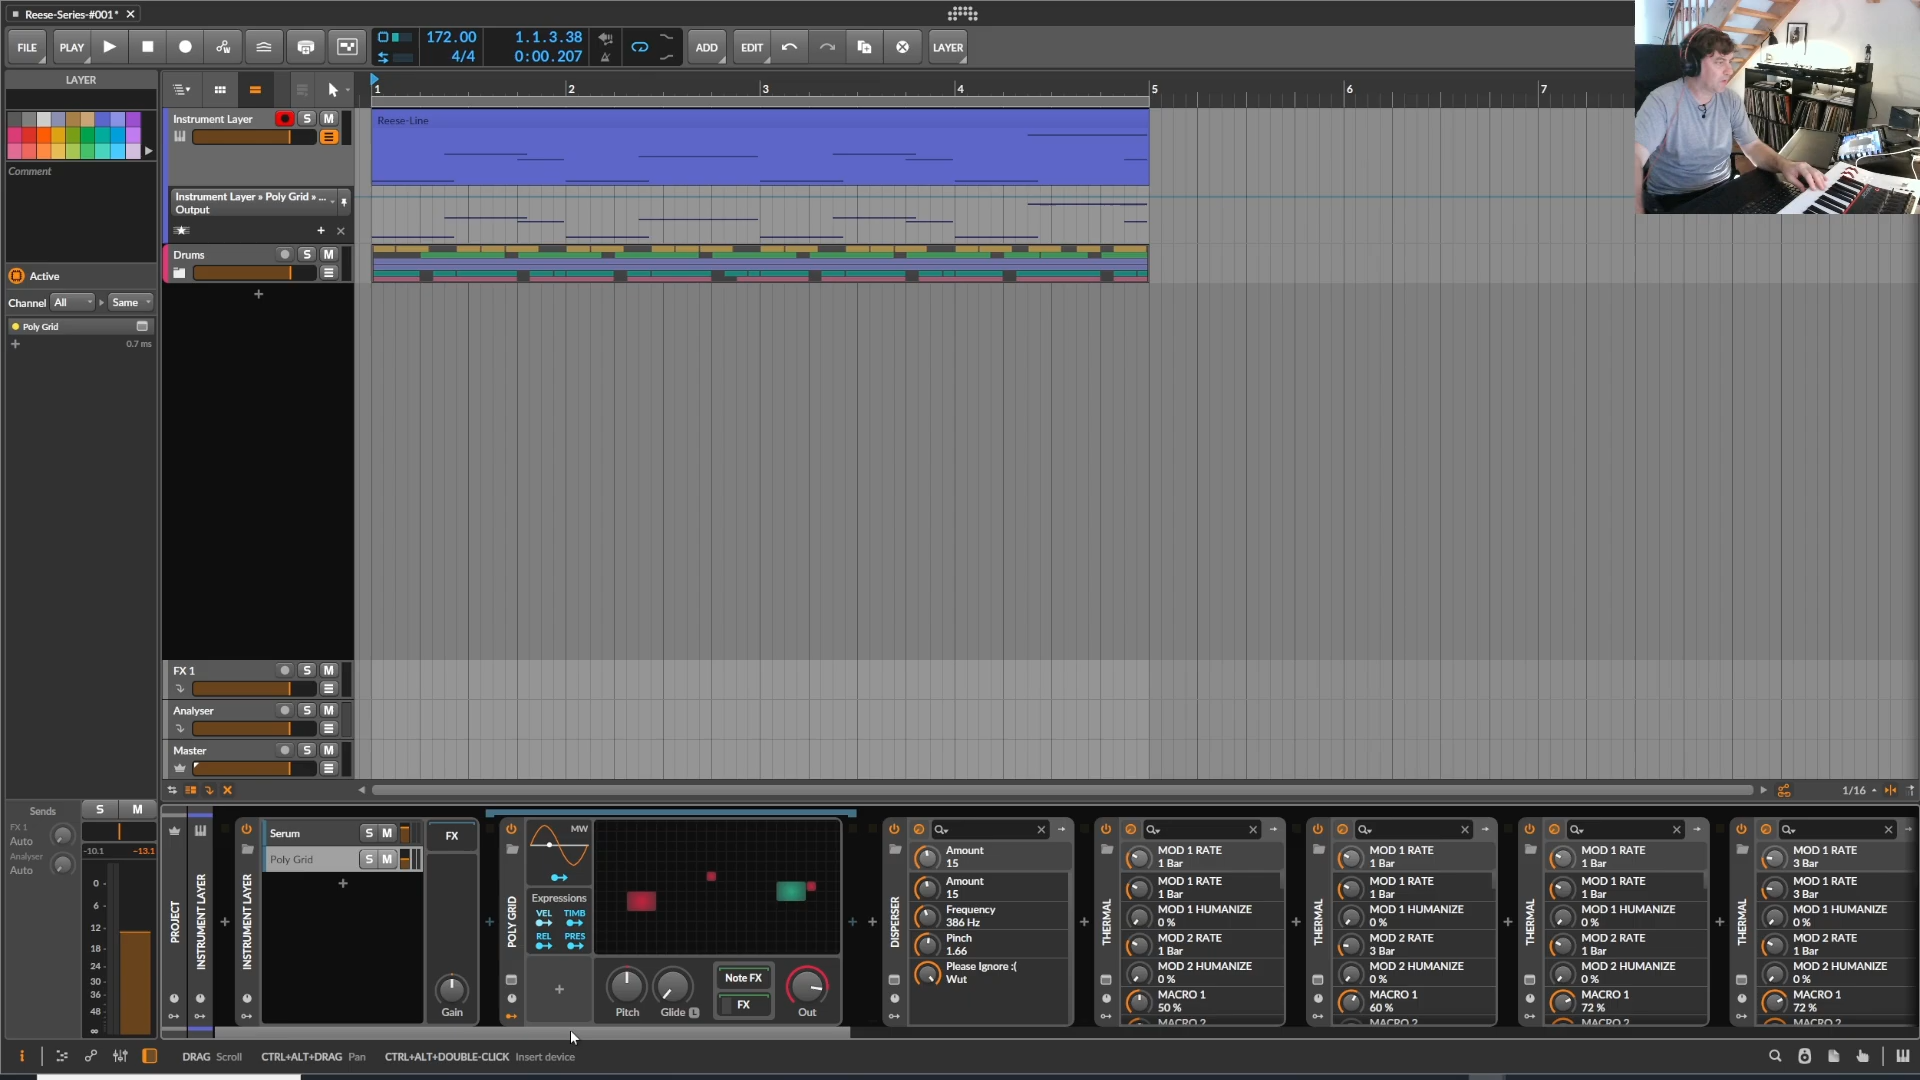 Reese-Series-#001*
FILE
PLAY
172.00
4/4
1.1.3.38
0:00.207
ADD
EDIT
LAYER
LAYER
1
2
3
4
5
6
7
Instrument Layer
S
M
Reese-Line
Comment
Instrument Layer » Poly Grid » ...
Output
Drums
S
M
Active
Channel
All
Same
Poly Grid
0.7 ms
FX 1
S
M
Analyser
S
M
Master
S
M
1/16
Sends
S
M
FX 1
Auto
Analyser
Auto
-10.1
-13.1
0
6
12
18
24
30
36
48
∞
PROJECT
INSTRUMENT LAYER
INSTRUMENT LAYER
Serum
S
M
Poly Grid
S
M
FX
Gain
POLY GRID
MW
Expressions
VEL
TIMB
REL
PRES
Pitch
Glide
L
Note FX
FX
Out
DISPERSER
Amount
15
Amount
15
Frequency
386 Hz
Pinch
1.66
Please Ignore :(
Wut
THERMAL
MOD 1 RATE
1 Bar
MOD 1 RATE
1 Bar
MOD 1 HUMANIZE
0 %
MOD 2 RATE
1 Bar
MOD 2 HUMANIZE
0 %
MACRO 1
50 %
MACRO 2
THERMAL
MOD 1 RATE
1 Bar
MOD 1 RATE
1 Bar
MOD 1 HUMANIZE
0 %
MOD 2 RATE
3 Bar
MOD 2 HUMANIZE
0 %
MACRO 1
60 %
MACRO 2
THERMAL
MOD 1 RATE
1 Bar
MOD 1 RATE
1 Bar
MOD 1 HUMANIZE
0 %
MOD 2 RATE
1 Bar
MOD 2 HUMANIZE
0 %
MACRO 1
72 %
MACRO 2
THERMAL
MOD 1 RATE
3 Bar
MOD 1 RATE
3 Bar
MOD 1 HUMANIZE
0 %
MOD 2 RATE
1 Bar
MOD 2 HUMANIZE
0 %
MACRO 1
72 %
MACRO 2
DRAG Scroll
CTRL+ALT+DRAG Pan
CTRL+ALT+DOUBLE-CLICK Insert device